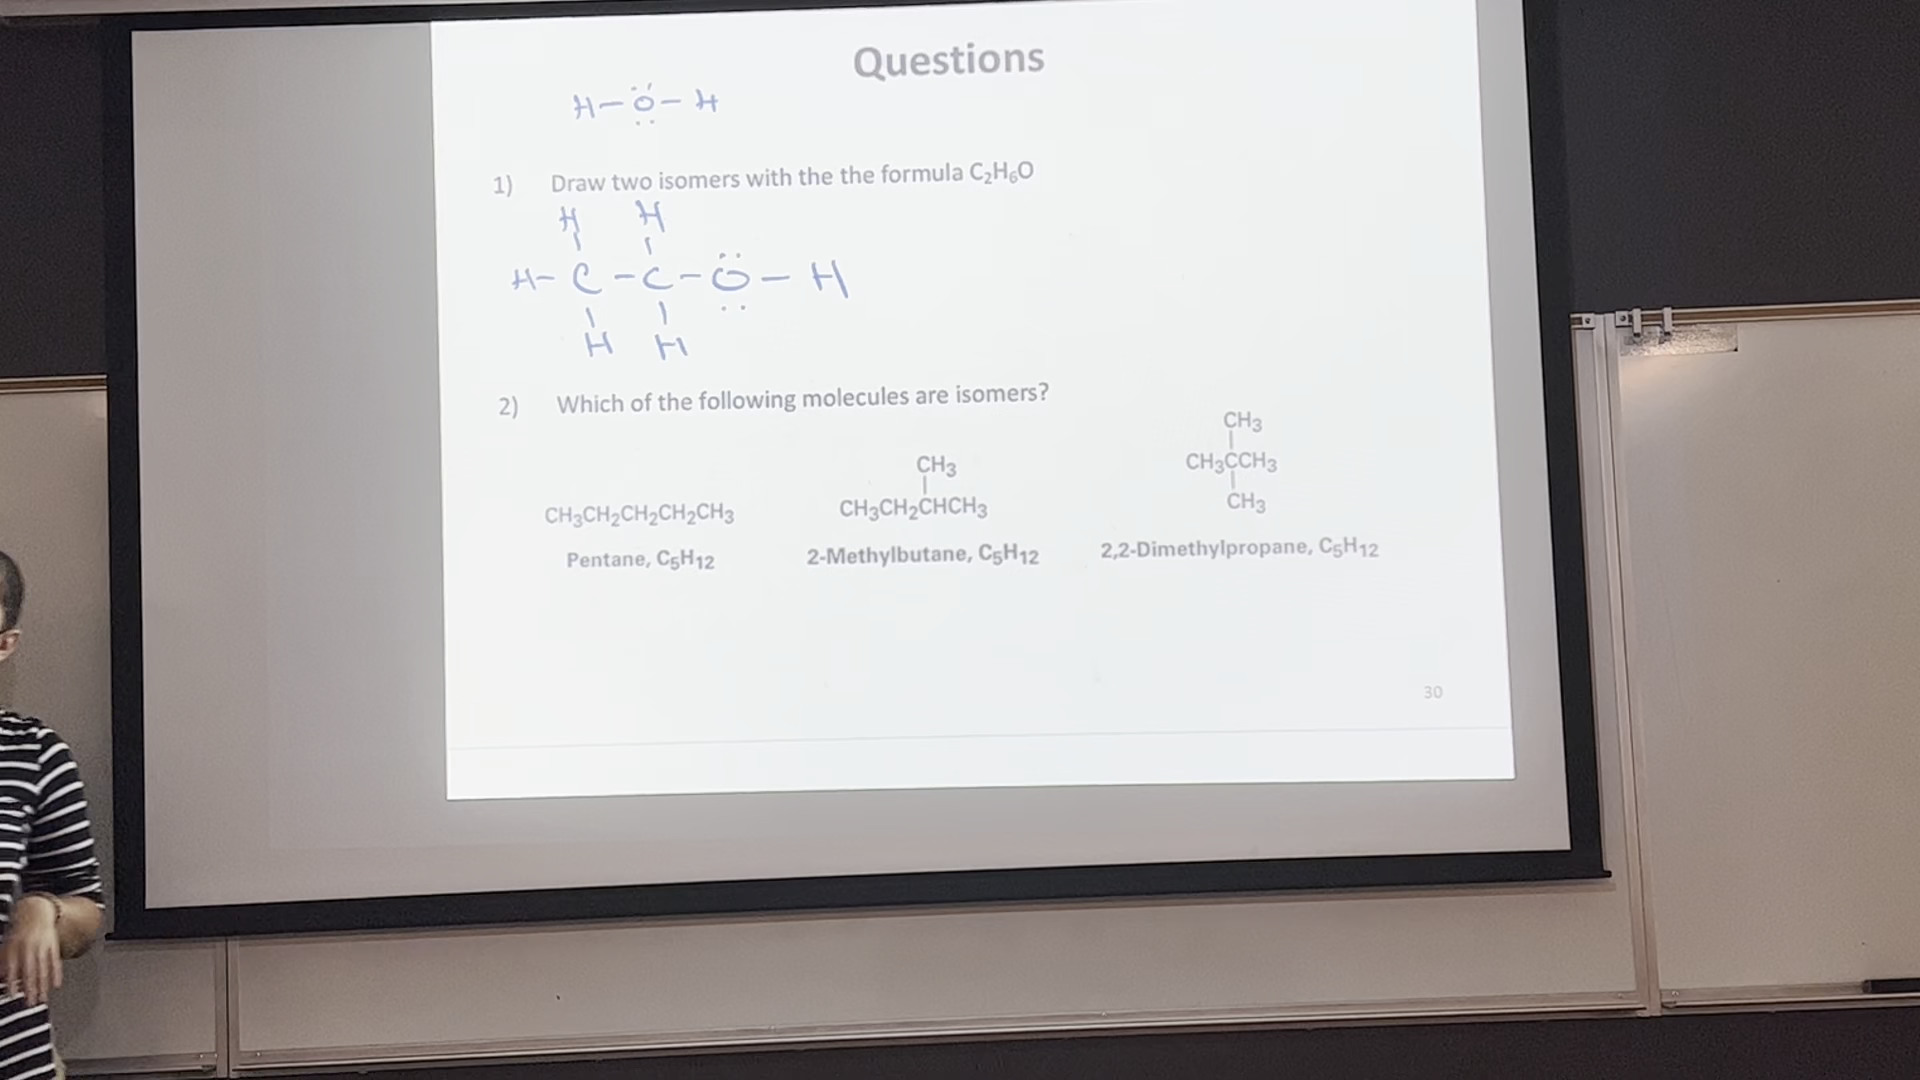 Questions
H–Ö–H
1) Draw two isomers with the the formula C₂H₆O
H H
H–C–C–Ö–H
H H
2) Which of the following molecules are isomers?
CH₃
CH₃CCH₃
CH₃
CH₃
CH₃CH₂CHCH₃
CH₃CH₂CH₂CH₂CH₃
Pentane, C₅H₁₂
2-Methylbutane, C₅H₁₂
2,2-Dimethylpropane, C₅H₁₂
30